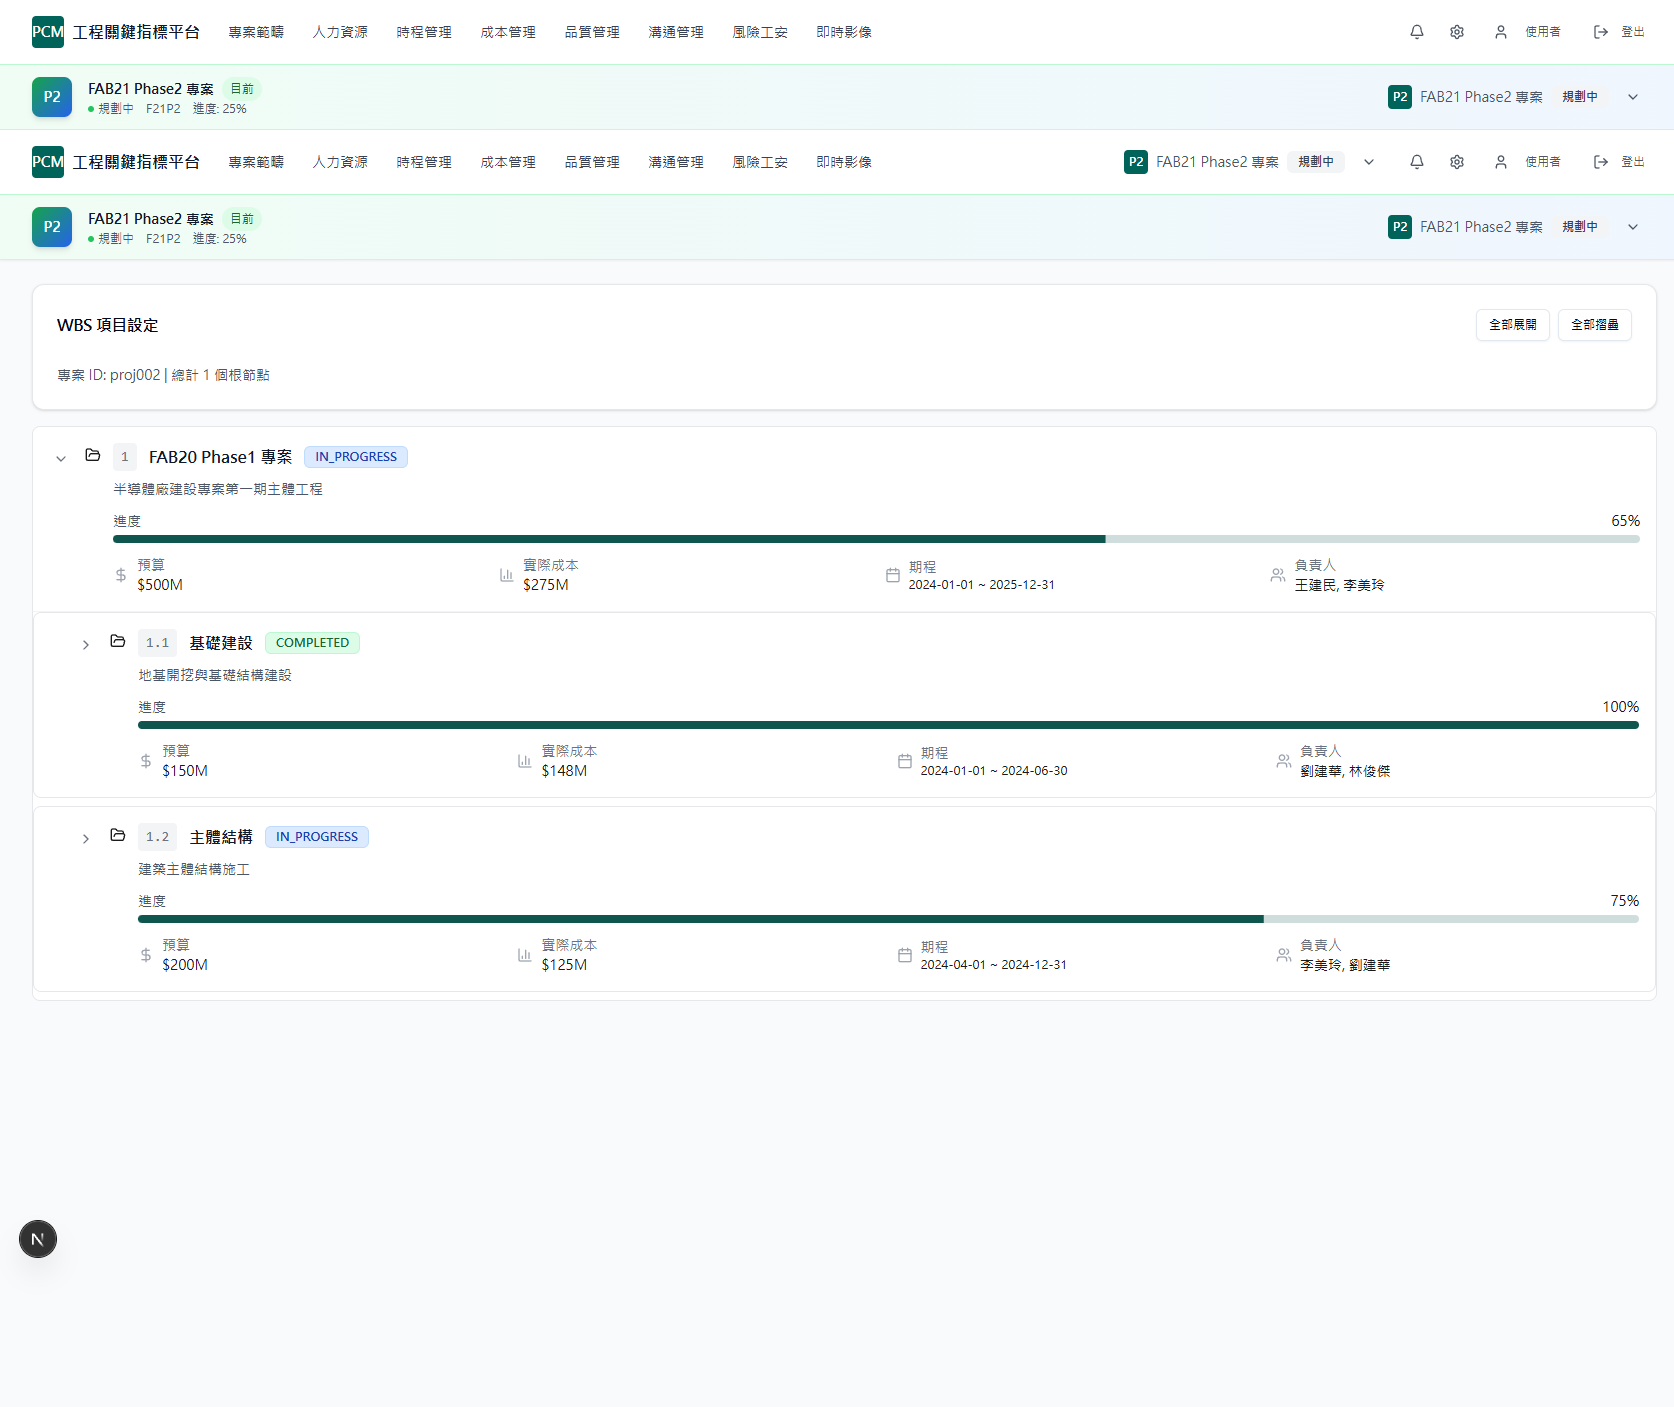 PCM 工程關鍵指標平台 專案範疇 人力資源 時程管理 成本管理 品質管理 溝通管理 風險工安 即時影像 使用者 登出
P2 FAB21 Phase2 專案 目前 P2 FAB21 Phase2 專案 規劃中
規劃中 F21P2 進度: 25%
PCM 工程關鍵指標平台 專案範疇 人力資源 時程管理 成本管理 品質管理 溝通管理 風險工安 即時影像 P2 FAB21 Phase2 專案 規劃中 使用者 登出
P2 FAB21 Phase2 專案 目前 P2 FAB21 Phase2 專案 規劃中
規劃中 F21P2 進度: 25%
WBS 項目設定 全部展開 全部摺疊
專案 ID: proj002 | 總計 1 個根節點
1 FAB20 Phase1 專案 IN_PROGRESS
半導體廠建設專案第一期主體工程
進度 65%
預算 實際成本 期程 負責人
$500M $275M 2024-01-01 ~ 2025-12-31 王建民, 李美玲
1.1 基礎建設 COMPLETED
地基開挖與基礎結構建設
進度 100%
預算 實際成本 期程 負責人
$150M $148M 2024-01-01 ~ 2024-06-30 劉建華, 林俊傑
1.2 主體結構 IN_PROGRESS
建築主體結構施工
進度 75%
預算 實際成本 期程 負責人
$200M $125M 2024-04-01 ~ 2024-12-31 李美玲, 劉建華
N